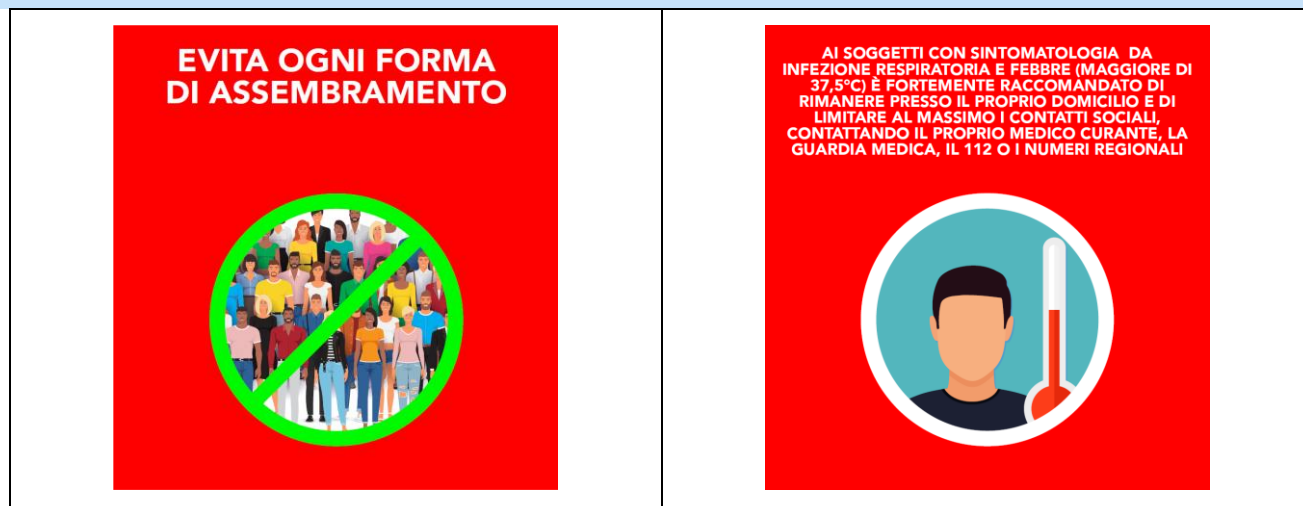 EVITA OGNI FORMA
DI ASSEMBRAMENTO
AI SOGGETTI CON SINTOMATOLOGIA DA
INFEZIONE RESPIRATORIA E FEBBRE (MAGGIORE DI
37,5°C) È FORTEMENTE RACCOMANDATO DI
RIMANERE PRESSO IL PROPRIO DOMICILIO E DI
LIMITARE AL MASSIMO I CONTATTI SOCIALI,
CONTATTANDO IL PROPRIO MEDICO CURANTE, LA
GUARDIA MEDICA, IL 112 O I NUMERI REGIONALI